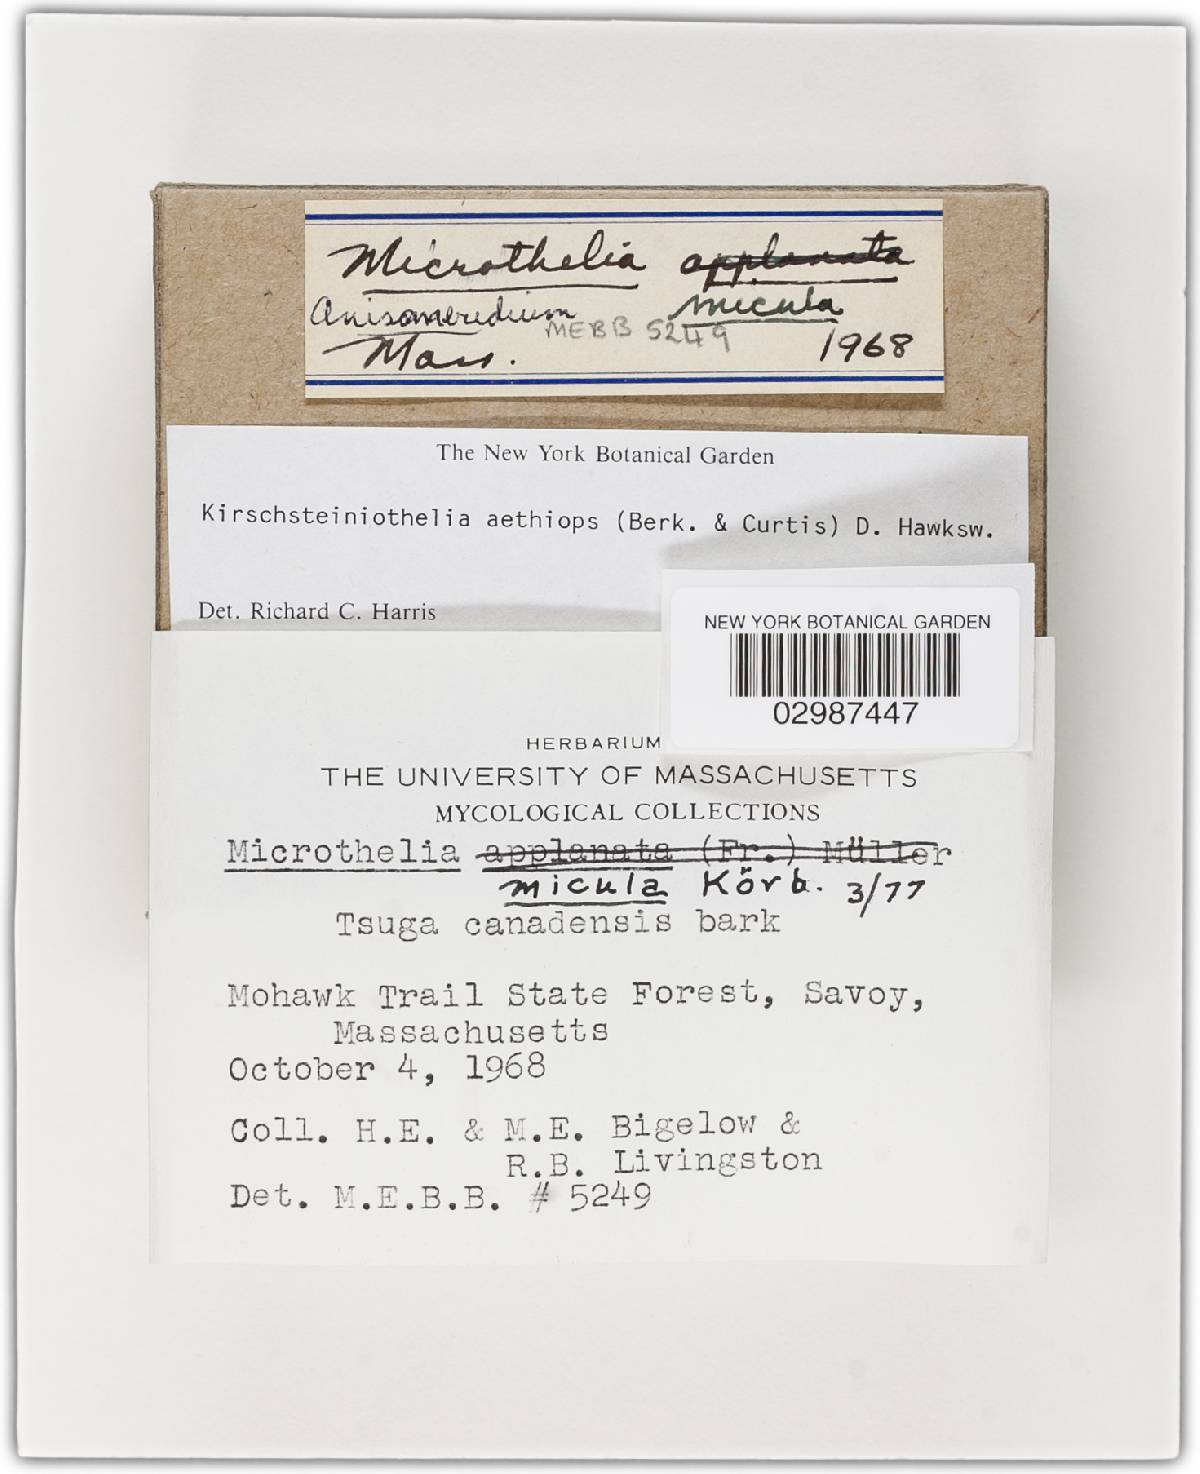 Microthelia applanata
micula
Anisomeridium
MEBB 5249
Mass. 1968
The New York Botanical Garden
Kirschsteiniothelia aethiops (Berk. & Curtis) D. Hawksw.
Det. Richard C. Harris
NEW YORK BOTANICAL GARDEN
02987447
HERBARIUM
THE UNIVERSITY OF MASSACHUSETTS
MYCOLOGICAL COLLECTIONS
Microthelia applanata (Fr.) Müller
micula Körb. 3/77
Tsuga canadensis bark
Mohawk Trail State Forest, Savoy,
Massachusetts
October 4, 1968
Coll. H.E. & M.E. Bigelow &
R.B. Livingston
Det. M.E.B.B. # 5249